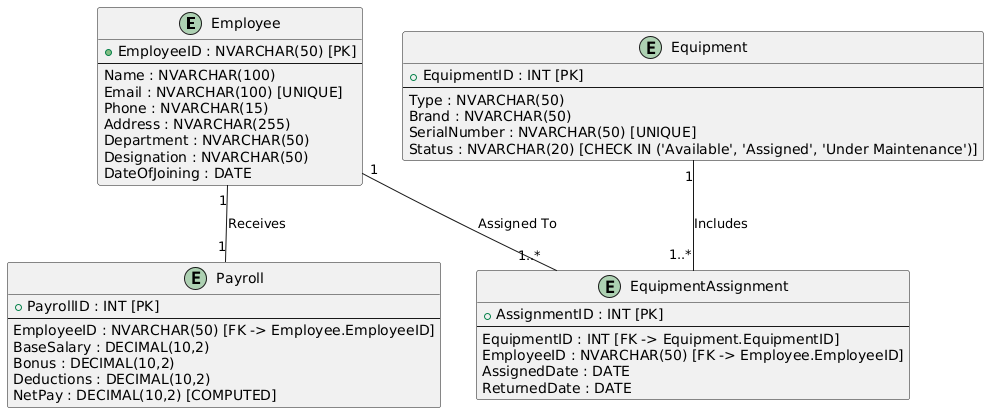 E Employee
EmployeeID : NVARCHAR(50) [PK]
Name : NVARCHAR(100)
Email : NVARCHAR(100) [UNIQUE]
Phone : NVARCHAR(15)
Address : NVARCHAR(255)
Department : NVARCHAR(50)
Designation : NVARCHAR(50)
DateOfJoining : DATE
E Equipment
EquipmentID : INT [PK]
Type : NVARCHAR(50)
Brand : NVARCHAR(50)
SerialNumber : NVARCHAR(50) [UNIQUE]
Status : NVARCHAR(20) [CHECK IN ('Available', 'Assigned', 'Under Maintenance')]
1
1
1
Receives
Assigned To
Includes
1
1..*
1..*
E Payroll
PayrollID : INT [PK]
EmployeeID : NVARCHAR(50) [FK -> Employee.EmployeeID]
BaseSalary : DECIMAL(10,2)
Bonus : DECIMAL(10,2)
Deductions : DECIMAL(10,2)
NetPay : DECIMAL(10,2) [COMPUTED]
E EquipmentAssignment
AssignmentID : INT [PK]
EquipmentID : INT [FK -> Equipment.EquipmentID]
EmployeeID : NVARCHAR(50) [FK -> Employee.EmployeeID]
AssignedDate : DATE
ReturnedDate : DATE